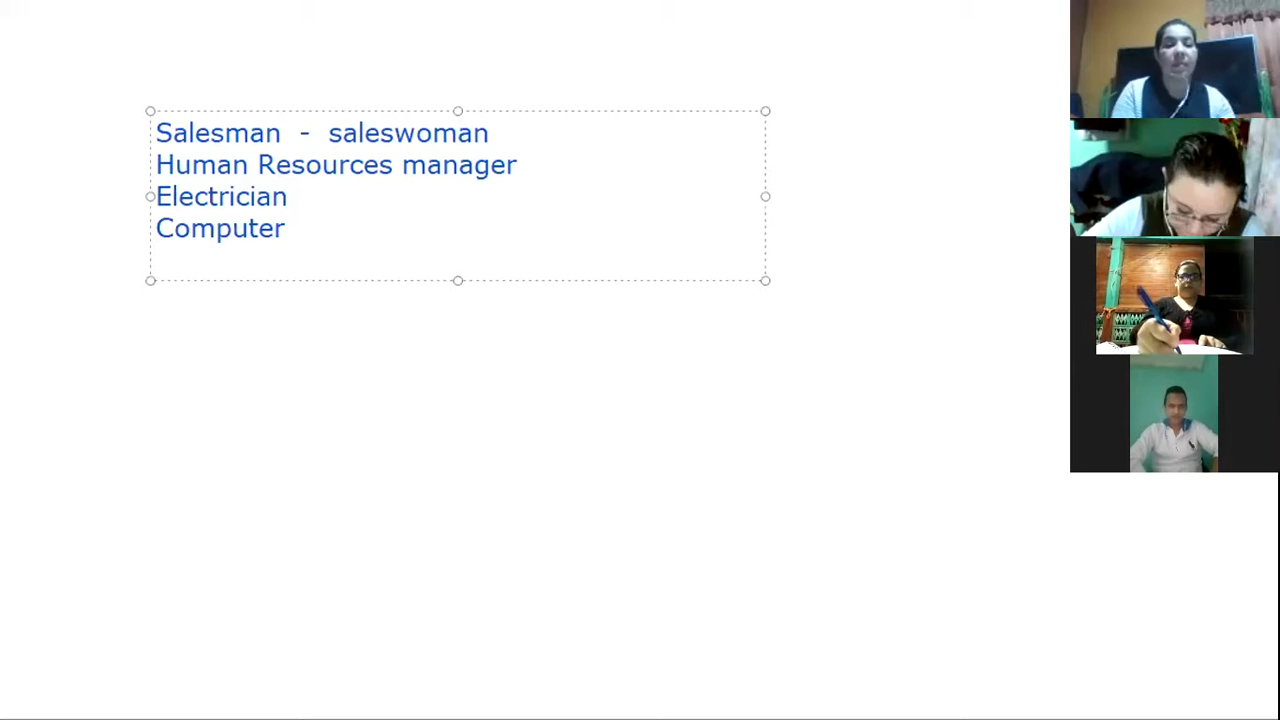 Salesman - saleswoman
Human Resources manager
Electrician
Computer